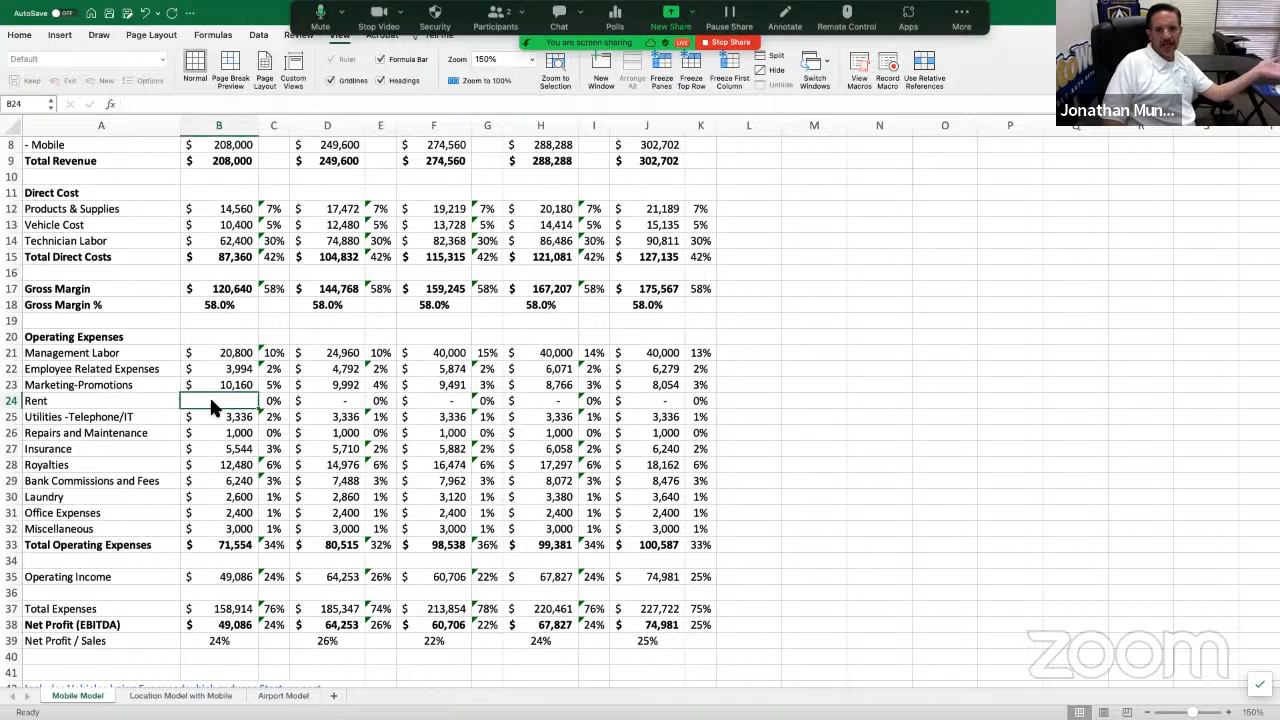 AutoSave OFF
Mute Stop Video Security Participants 2 Chat Polls New Share Pause Share Annotate Remote Control Apps More
You are screen sharing LIVE Stop Share
Home Insert Draw Page Layout Formulas Data
Default
Keep Exit New Options
Normal Page Break Preview Page Layout Custom Views
Ruler Formula Bar Gridlines Headings
Zoom 150% Zoom to 100%
Zoom to Selection New Window Arrange All Freeze Panes Freeze Top Row Freeze First Column
Split Hide Unhide
Switch Windows View Macros Record Macro Use Relative References
Jonathan Mun...
B24 fx
A B C D E F G H I J K L M N O P
8 - Mobile $ 208,000 $ 249,600 $ 274,560 $ 288,288 $ 302,702
9 Total Revenue $ 208,000 $ 249,600 $ 274,560 $ 288,288 $ 302,702
10
11 Direct Cost
12 Products & Supplies $ 14,560 7% $ 17,472 7% $ 19,219 7% $ 20,180 7% $ 21,189 7%
13 Vehicle Cost $ 10,400 5% $ 12,480 5% $ 13,728 5% $ 14,414 5% $ 15,135 5%
14 Technician Labor $ 62,400 30% $ 74,880 30% $ 82,368 30% $ 86,486 30% $ 90,811 30%
15 Total Direct Costs $ 87,360 42% $ 104,832 42% $ 115,315 42% $ 121,081 42% $ 127,135 42%
16
17 Gross Margin $ 120,640 58% $ 144,768 58% $ 159,245 58% $ 167,207 58% $ 175,567 58%
18 Gross Margin % 58.0% 58.0% 58.0% 58.0% 58.0%
19
20 Operating Expenses
21 Management Labor $ 20,800 10% $ 24,960 10% $ 40,000 15% $ 40,000 14% $ 40,000 13%
22 Employee Related Expenses $ 3,994 2% $ 4,792 2% $ 5,874 2% $ 6,071 2% $ 6,279 2%
23 Marketing-Promotions $ 10,160 5% $ 9,992 4% $ 9,491 3% $ 8,766 3% $ 8,054 3%
24 Rent 0% $ - 0% $ - 0% $ - 0% $ - 0%
25 Utilities -Telephone/IT $ 3,336 2% $ 3,336 1% $ 3,336 1% $ 3,336 1% $ 3,336 1%
26 Repairs and Maintenance $ 1,000 0% $ 1,000 0% $ 1,000 0% $ 1,000 0% $ 1,000 0%
27 Insurance $ 5,544 3% $ 5,710 2% $ 5,882 2% $ 6,058 2% $ 6,240 2%
28 Royalties $ 12,480 6% $ 14,976 6% $ 16,474 6% $ 17,297 6% $ 18,162 6%
29 Bank Commissions and Fees $ 6,240 3% $ 7,488 3% $ 7,962 3% $ 8,072 3% $ 8,476 3%
30 Laundry $ 2,600 1% $ 2,860 1% $ 3,120 1% $ 3,380 1% $ 3,640 1%
31 Office Expenses $ 2,400 1% $ 2,400 1% $ 2,400 1% $ 2,400 1% $ 2,400 1%
32 Miscellaneous $ 3,000 1% $ 3,000 1% $ 3,000 1% $ 3,000 1% $ 3,000 1%
33 Total Operating Expenses $ 71,554 34% $ 80,515 32% $ 98,538 36% $ 99,381 34% $ 100,587 33%
34
35 Operating Income $ 49,086 24% $ 64,253 26% $ 60,706 22% $ 67,827 24% $ 74,981 25%
36
37 Total Expenses $ 158,914 76% $ 185,347 74% $ 213,854 78% $ 220,461 76% $ 227,722 75%
38 Net Profit (EBITDA) $ 49,086 24% $ 64,253 26% $ 60,706 22% $ 67,827 24% $ 74,981 25%
39 Net Profit / Sales 24% 26% 22% 24% 25%
40
41
zoom
Mobile Model Location Model with Mobile Airport Model +
Ready 150%